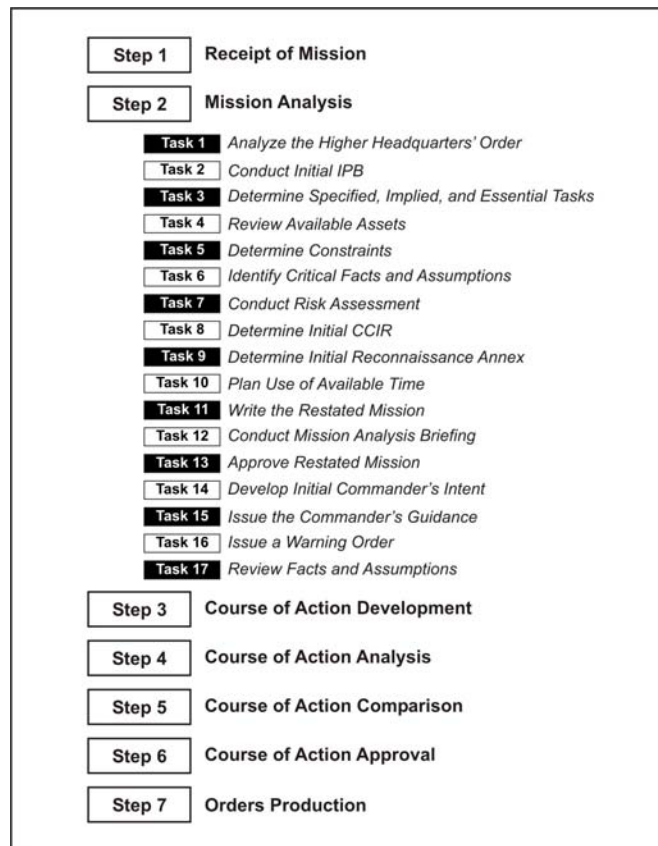 Step 1 Receipt of Mission
Step 2 Mission Analysis
Task 1 Analyze the Higher Headquarters’ Order
Task 2 Conduct Initial IPB
Task 3 Determine Specified, Implied, and Essential Tasks
Task 4 Review Available Assets
Task 5 Determine Constraints
Task 6 Identify Critical Facts and Assumptions
Task 7 Conduct Risk Assessment
Task 8 Determine Initial CCIR
Task 9 Determine Initial Reconnaissance Annex
Task 10 Plan Use of Available Time
Task 11 Write the Restated Mission
Task 12 Conduct Mission Analysis Briefing
Task 13 Approve Restated Mission
Task 14 Develop Initial Commander’s Intent
Task 15 Issue the Commander’s Guidance
Task 16 Issue a Warning Order
Task 17 Review Facts and Assumptions
Step 3 Course of Action Development
Step 4 Course of Action Analysis
Step 5 Course of Action Comparison
Step 6 Course of Action Approval
Step 7 Orders Production